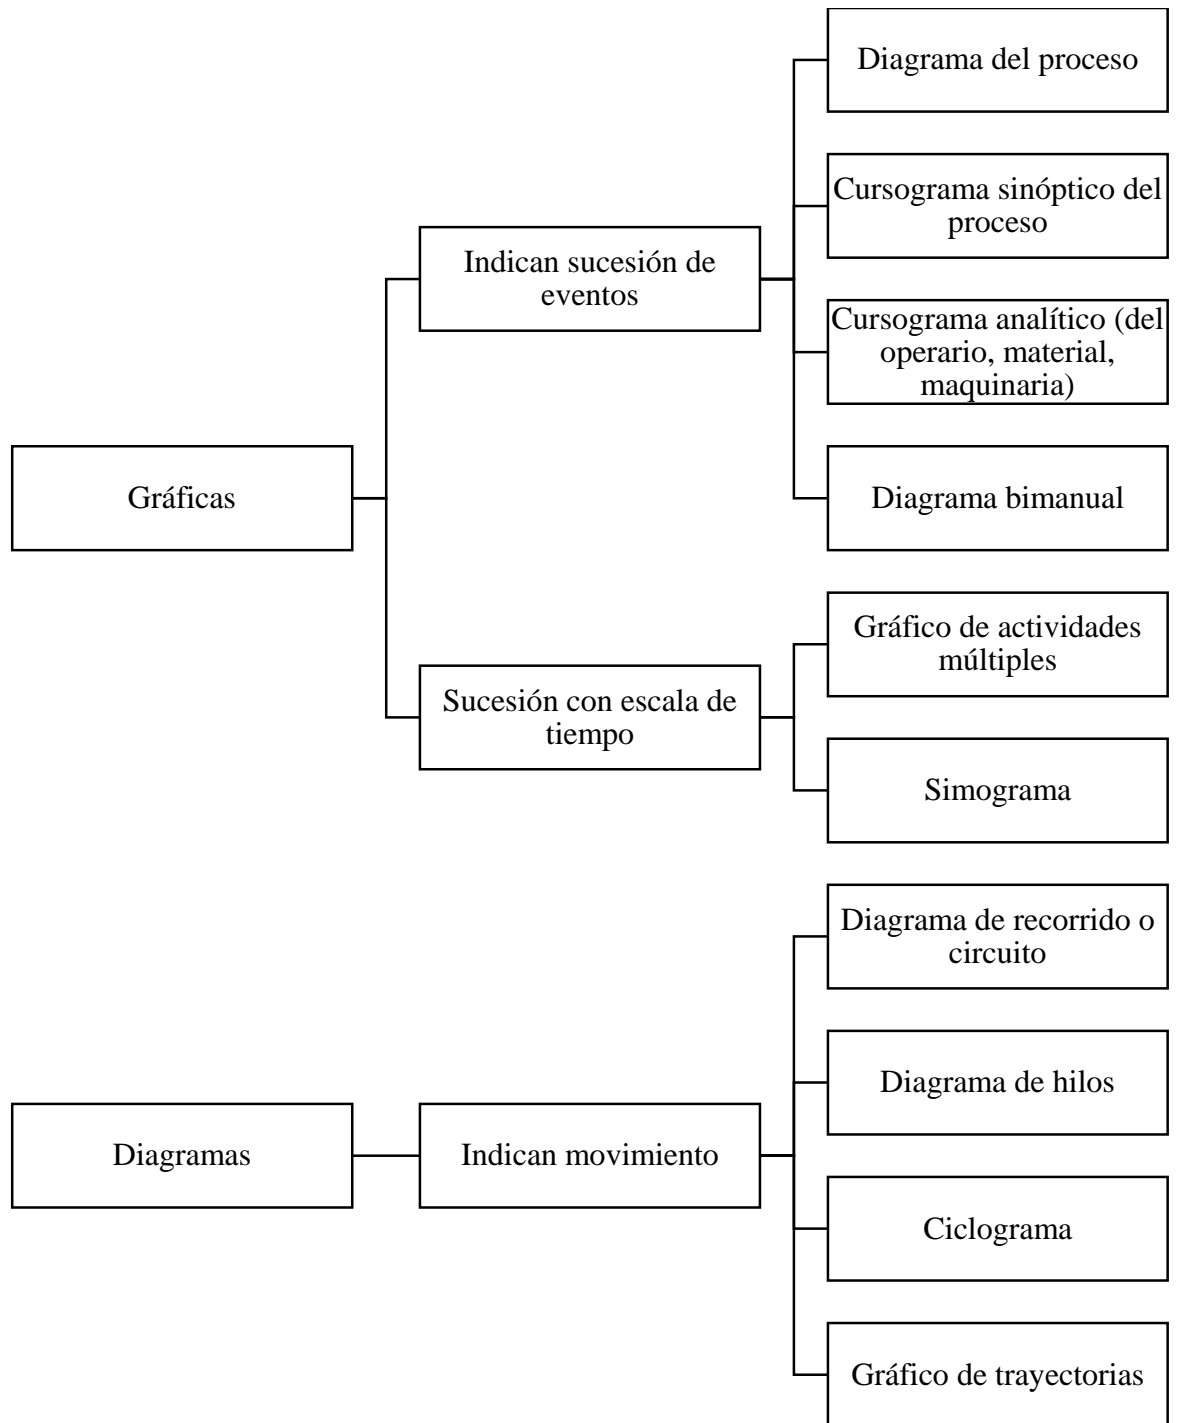 Gráficas
Indican sucesión de
eventos
Diagrama del proceso
Cursograma sinóptico del
proceso
Cursograma analítico (del
operario, material,
maquinaria)
Diagrama bimanual
Sucesión con escala de
tiempo
Gráfico de actividades
múltiples
Simograma
Diagramas
Indican movimiento
Diagrama de recorrido o
circuito
Diagrama de hilos
Ciclograma
Gráfico de trayectorias